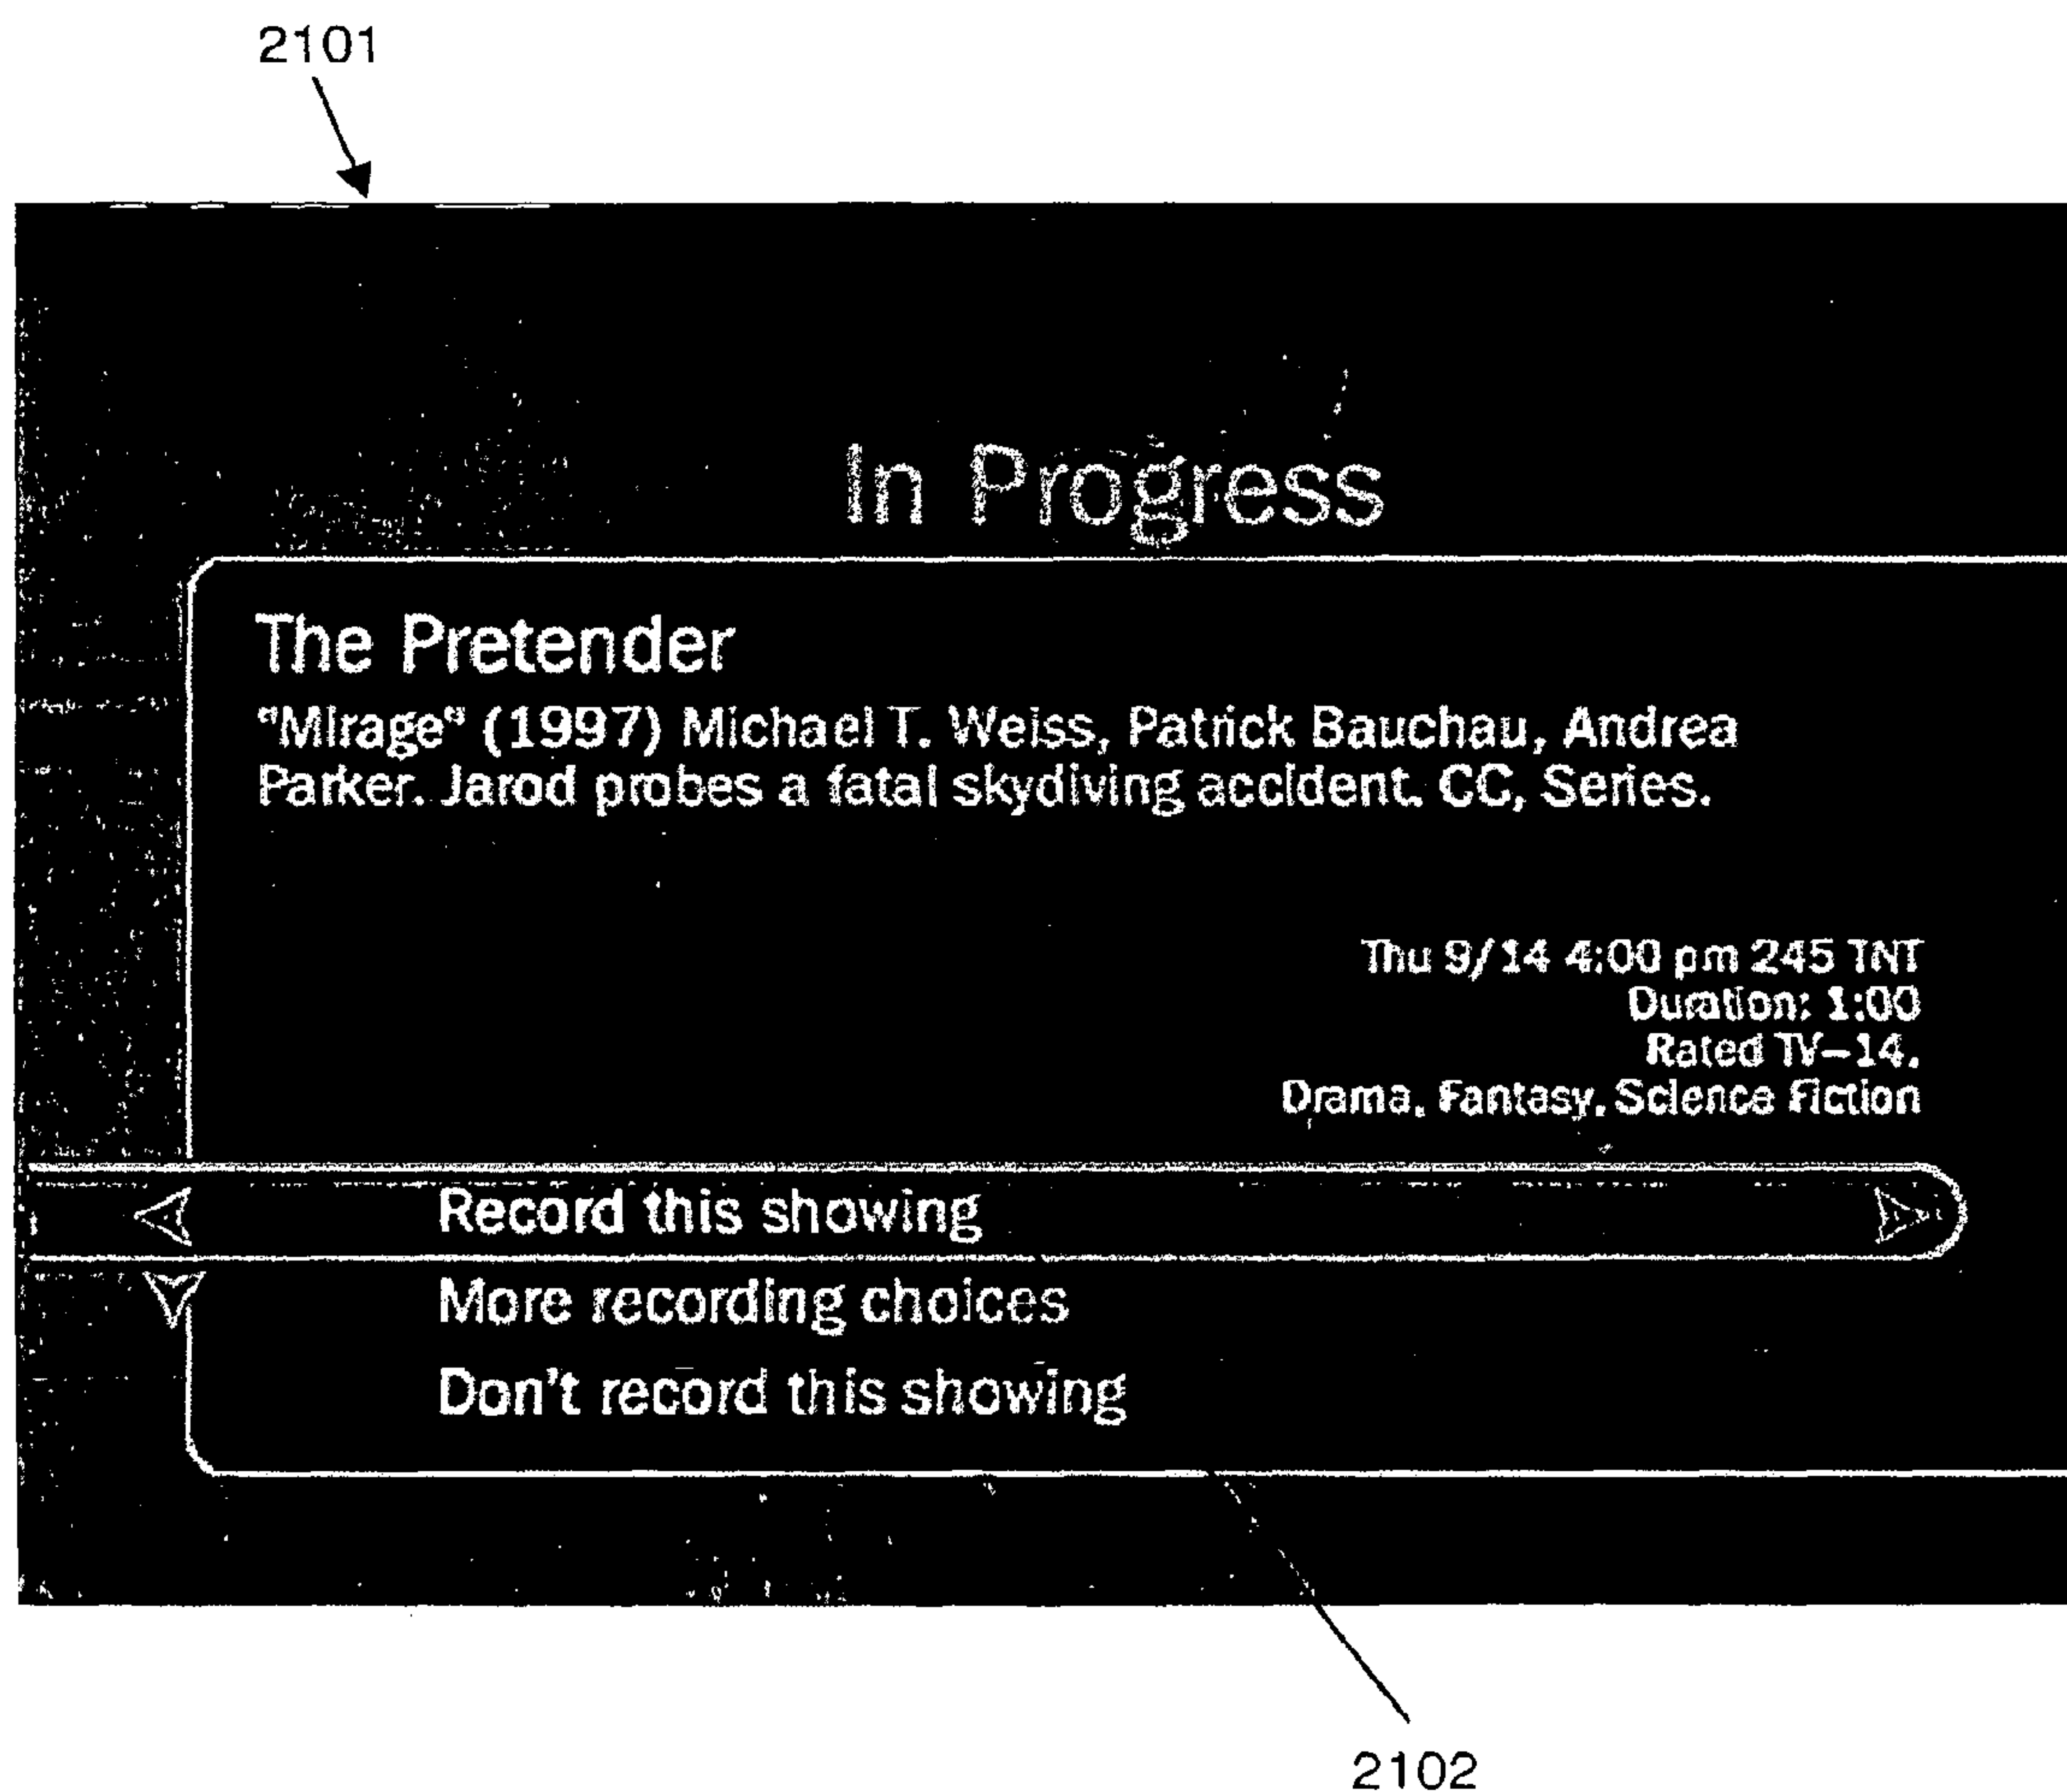 2101
In Progress
The Pretender
"Mirage" (1997) Michael T. Weiss, Patrick Bauchau, Andrea
Parker. Jarod probes a fatal skydiving accident. CC, Series.
Thu 9/14 4:00 pm 245 TNT
Duration: 1:00
Rated TV-14.
Drama, Fantasy, Science Fiction
Record this showing
More recording choices
Don't record this showing
2102